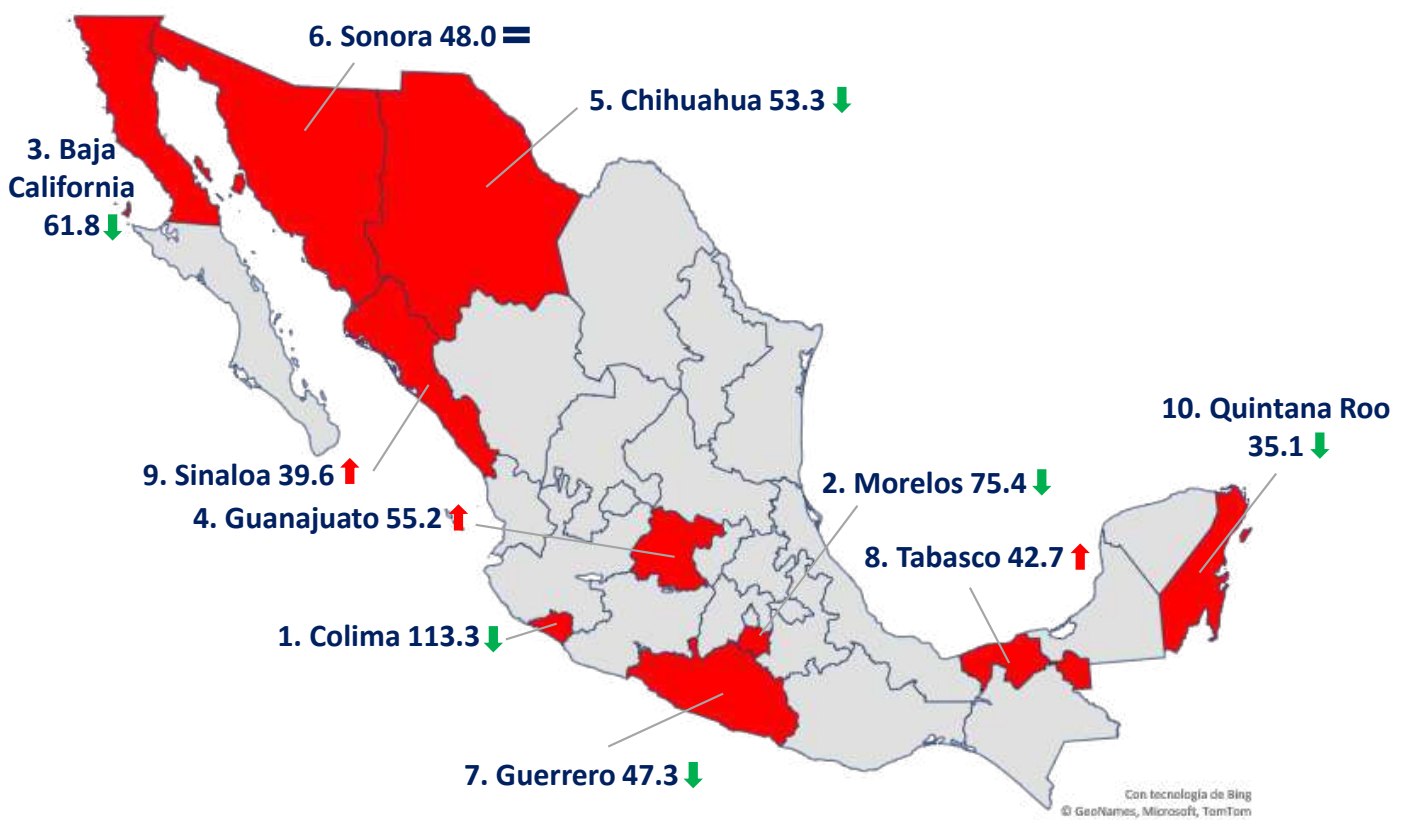 6. Sonora 48.0 =
5. Chihuahua 53.3
3. Baja
California
61.8
10. Quintana Roo
35.1
9. Sinaloa 39.6
2. Morelos 75.4
4. Guanajuato 55.2
8. Tabasco 42.7
1. Colima 113.3
7. Guerrero 47.3
Con tecnología de Bing
© GeoNames, Microsoft, TomTom